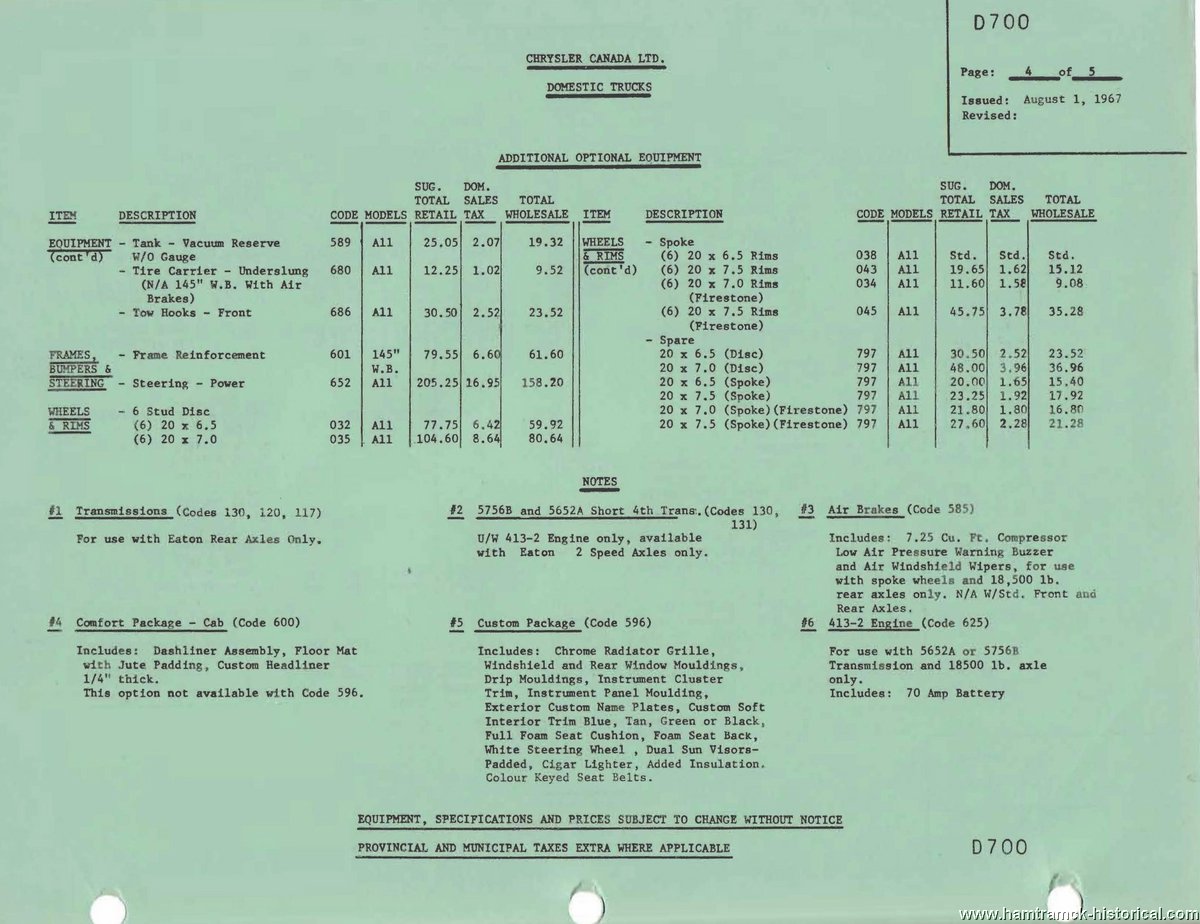 D700
Page: 4 of 5
Issued: August 1, 1967
Revised:
CHRYSLER CANADA LTD.
DOMESTIC TRUCKS
ADDITIONAL OPTIONAL EQUIPMENT
SUG. DOM. SUG. DOM.
TOTAL SALES TOTAL TOTAL SALES TOTAL
ITEM DESCRIPTION CODE MODELS RETAIL TAX WHOLESALE ITEM DESCRIPTION CODE MODELS RETAIL TAX WHOLESALE
EQUIPMENT - Tank - Vacuum Reserve 589 All 25.05 2.07 19.32 WHEELS - Spoke
(cont'd) W/O Gauge & RIMS (6) 20 x 6.5 Rims 038 All Std. Std. Std.
- Tire Carrier - Underslung 680 All 12.25 1.02 9.52 (cont'd) (6) 20 x 7.5 Rims 043 All 19.65 1.62 15.12
(N/A 145" W.B. With Air (6) 20 x 7.0 Rims 034 All 11.60 1.58 9.08
Brakes) (Firestone)
- Tow Hooks - Front 686 All 30.50 2.52 23.52 (6) 20 x 7.5 Rims 045 All 45.75 3.78 35.28
(Firestone)
- Spare
FRAMES, - Frame Reinforcement 601 145" 79.55 6.60 61.60 20 x 6.5 (Disc) 797 All 30.50 2.52 23.52
BUMPERS & W.B. 20 x 7.0 (Disc) 797 All 48.00 3.96 36.96
STEERING - Steering - Power 652 All 205.25 16.95 158.20 20 x 6.5 (Spoke) 797 All 20.00 1.65 15.40
20 x 7.5 (Spoke) 797 All 23.25 1.92 17.92
WHEELS - 6 Stud Disc 20 x 7.0 (Spoke)(Firestone) 797 All 21.80 1.80 16.80
& RIMS (6) 20 x 6.5 032 All 77.75 6.42 59.92 20 x 7.5 (Spoke)(Firestone) 797 All 27.60 2.28 21.28
(6) 20 x 7.0 035 All 104.60 8.64 80.64
NOTES
#1 Transmissions (Codes 130, 120, 117)
For use with Eaton Rear Axles Only.
#2 5756B and 5652A Short 4th Trans.(Codes 130,
131)
U/W 413-2 Engine only, available
with Eaton 2 Speed Axles only.
#3 Air Brakes (Code 585)
Includes: 7.25 Cu. Ft. Compressor
Low Air Pressure Warning Buzzer
and Air Windshield Wipers, for use
with spoke wheels and 18,500 lb.
rear axles only. N/A W/Std. Front and
Rear Axles.
#4 Comfort Package - Cab (Code 600)
Includes: Dashliner Assembly, Floor Mat
with Jute Padding, Custom Headliner
1/4" thick.
This option not available with Code 596.
#5 Custom Package (Code 596)
Includes: Chrome Radiator Grille,
Windshield and Rear Window Mouldings,
Drip Mouldings, Instrument Cluster
Trim, Instrument Panel Moulding,
Exterior Custom Name Plates, Custom Soft
Interior Trim Blue, Tan, Green or Black,
Full Foam Seat Cushion, Foam Seat Back,
White Steering Wheel , Dual Sun Visors-
Padded, Cigar Lighter, Added Insulation.
Colour Keyed Seat Belts.
#6 413-2 Engine (Code 625)
For use with 5652A or 5756B
Transmission and 18500 lb. axle
only.
Includes: 70 Amp Battery
EQUIPMENT, SPECIFICATIONS AND PRICES SUBJECT TO CHANGE WITHOUT NOTICE
PROVINCIAL AND MUNICIPAL TAXES EXTRA WHERE APPLICABLE
D700
www.hamtramck-historical.com